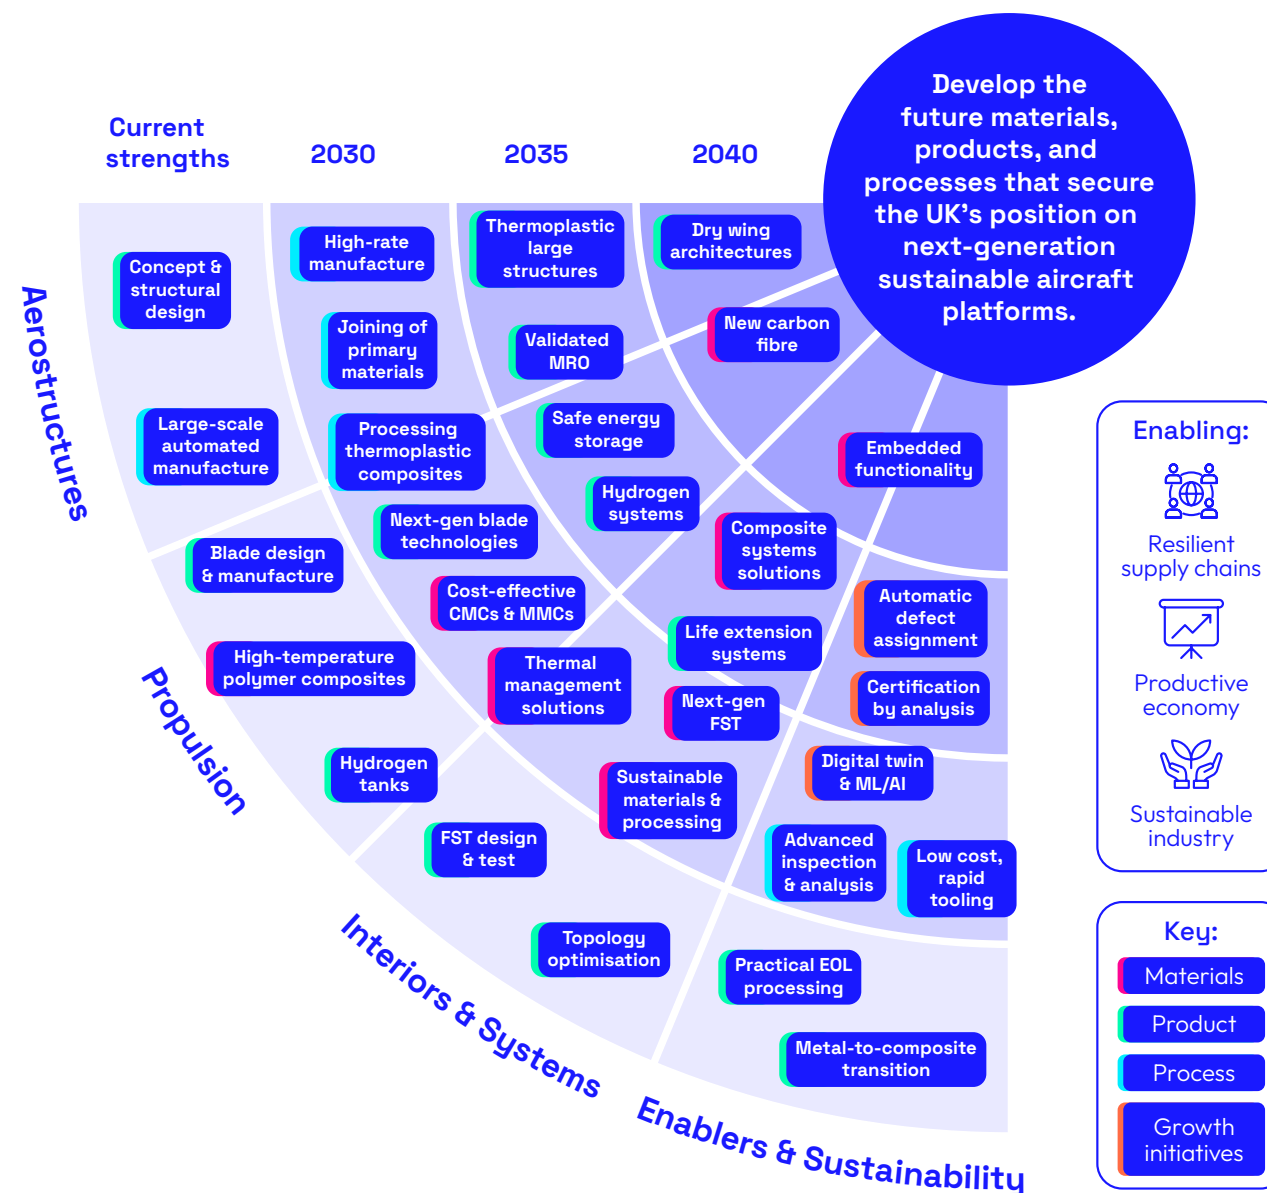 Develop the
future materials,
products, and
processes that secure
the UK's position on
next-generation
sustainable aircraft
platforms.
Current
strengths
2030
2035
2040
Aerostructures
Concept &
structural
design
Large-scale
automated
manufacture
High-rate
manufacture
Joining of
primary
materials
Processing
thermoplastic
composites
Thermoplastic
large
structures
Validated
MRO
Dry wing
architectures
Propulsion
Blade design
& manufacture
High-temperature
polymer composites
Hydrogen
tanks
Next-gen blade
technologies
Cost-effective
CMCs & MMCs
Safe energy
storage
Hydrogen
systems
New carbon
fibre
Interiors & Systems
FST design
& test
Topology
optimisation
Thermal
management
solutions
Sustainable
materials &
processing
Composite
systems
solutions
Life extension
systems
Next-gen
FST
Embedded
functionality
Enablers & Sustainability
Practical EOL
processing
Metal-to-composite
transition
Digital twin
& ML/AI
Advanced
inspection
& analysis
Low cost,
rapid
tooling
Automatic
defect
assignment
Certification
by analysis
Enabling:
Resilient
supply chains
Productive
economy
Sustainable
industry
Key:
Materials
Product
Process
Growth
initiatives